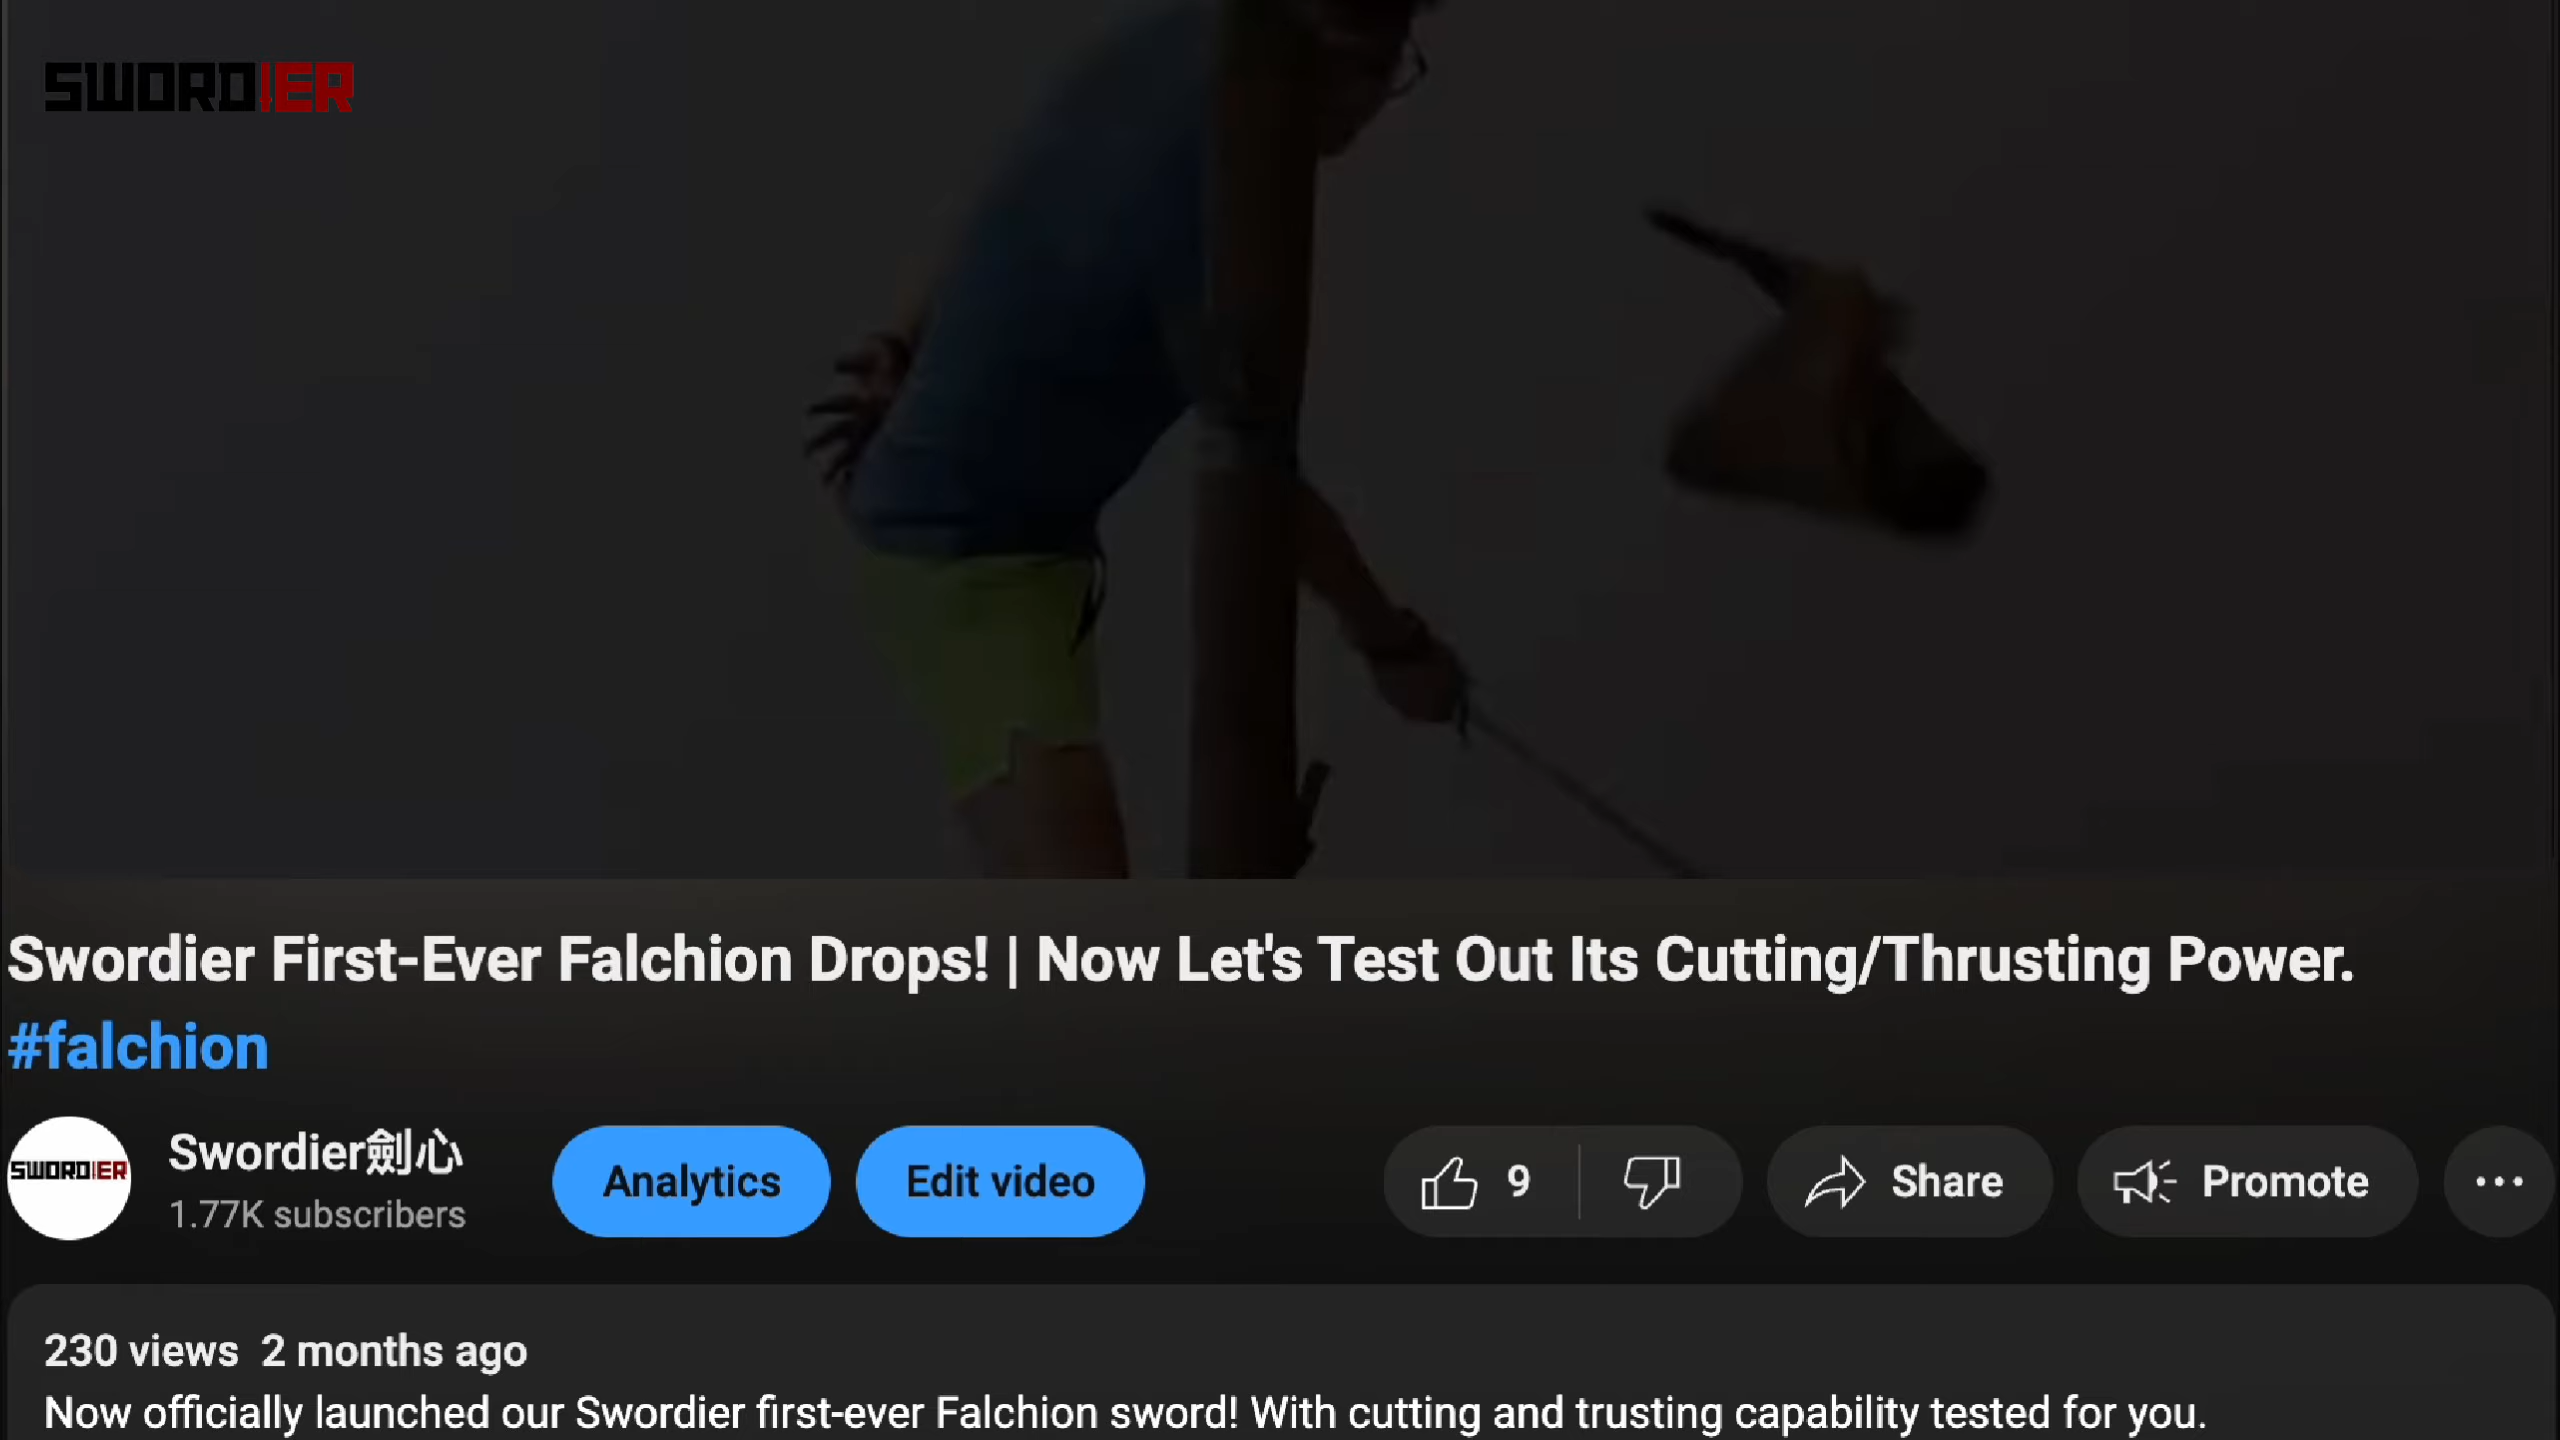 SWORDIER
Swordier First-Ever Falchion Drops! | Now Let's Test Out Its Cutting/Thrusting Power.
#falchion
SWORDIER
Swordier劍心
1.77K subscribers
Analytics
Edit video
9
Share
Promote
230 views 2 months ago
Now officially launched our Swordier first-ever Falchion sword! With cutting and trusting capability tested for you.